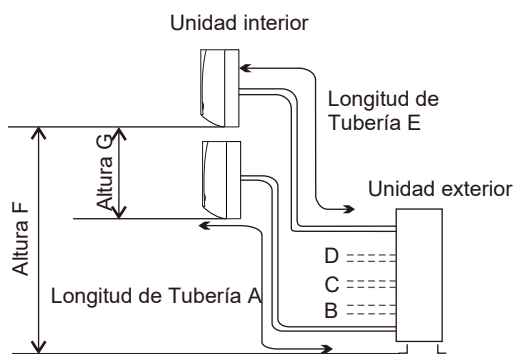 Unidad interior
Longitud de
Tubería E
Altura G
Unidad exterior
Altura F
D
C
Longitud de Tubería A
B